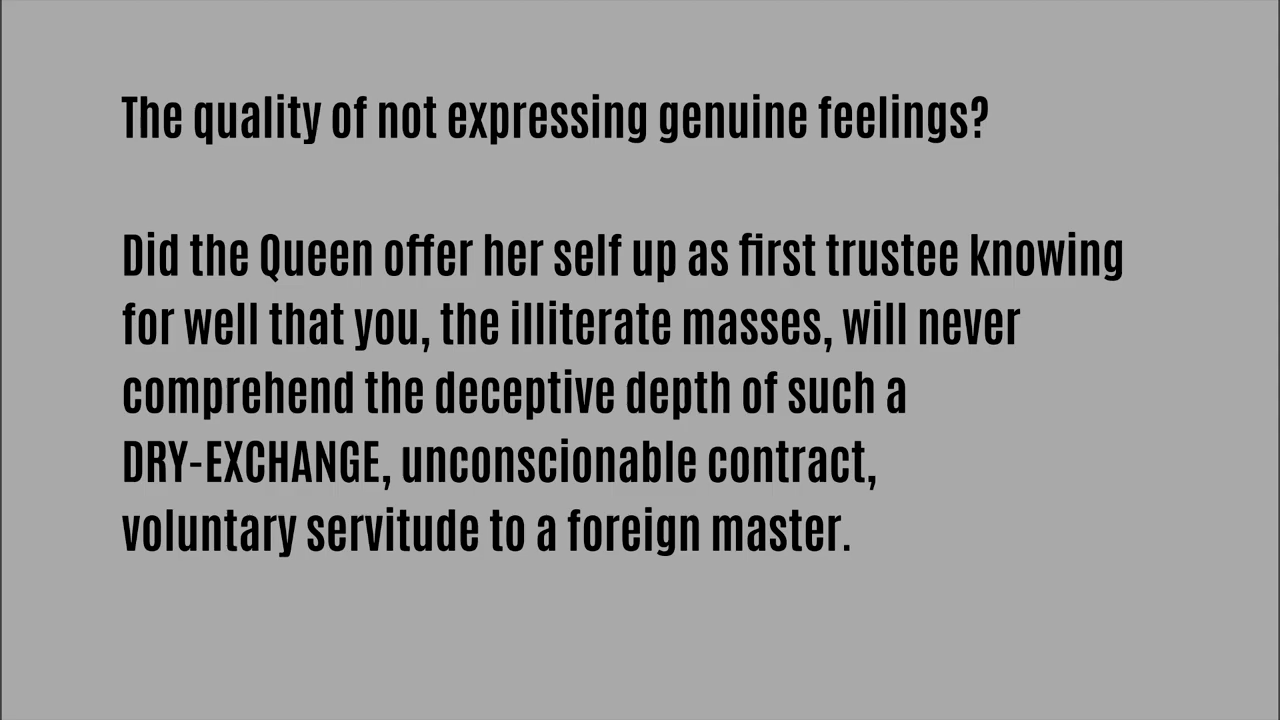 The quality of not expressing genuine feelings?
Did the Queen offer her self up as first trustee knowing
for well that you, the illiterate masses, will never
comprehend the deceptive depth of such a
DRY-EXCHANGE, unconscionable contract,
voluntary servitude to a foreign master.